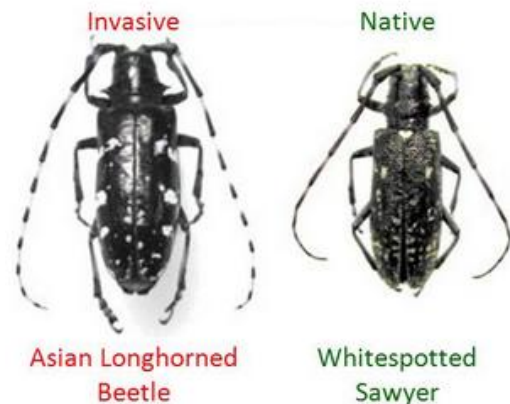 Invasive
Native
Asian Longhorned
Beetle
Whitespotted
Sawyer